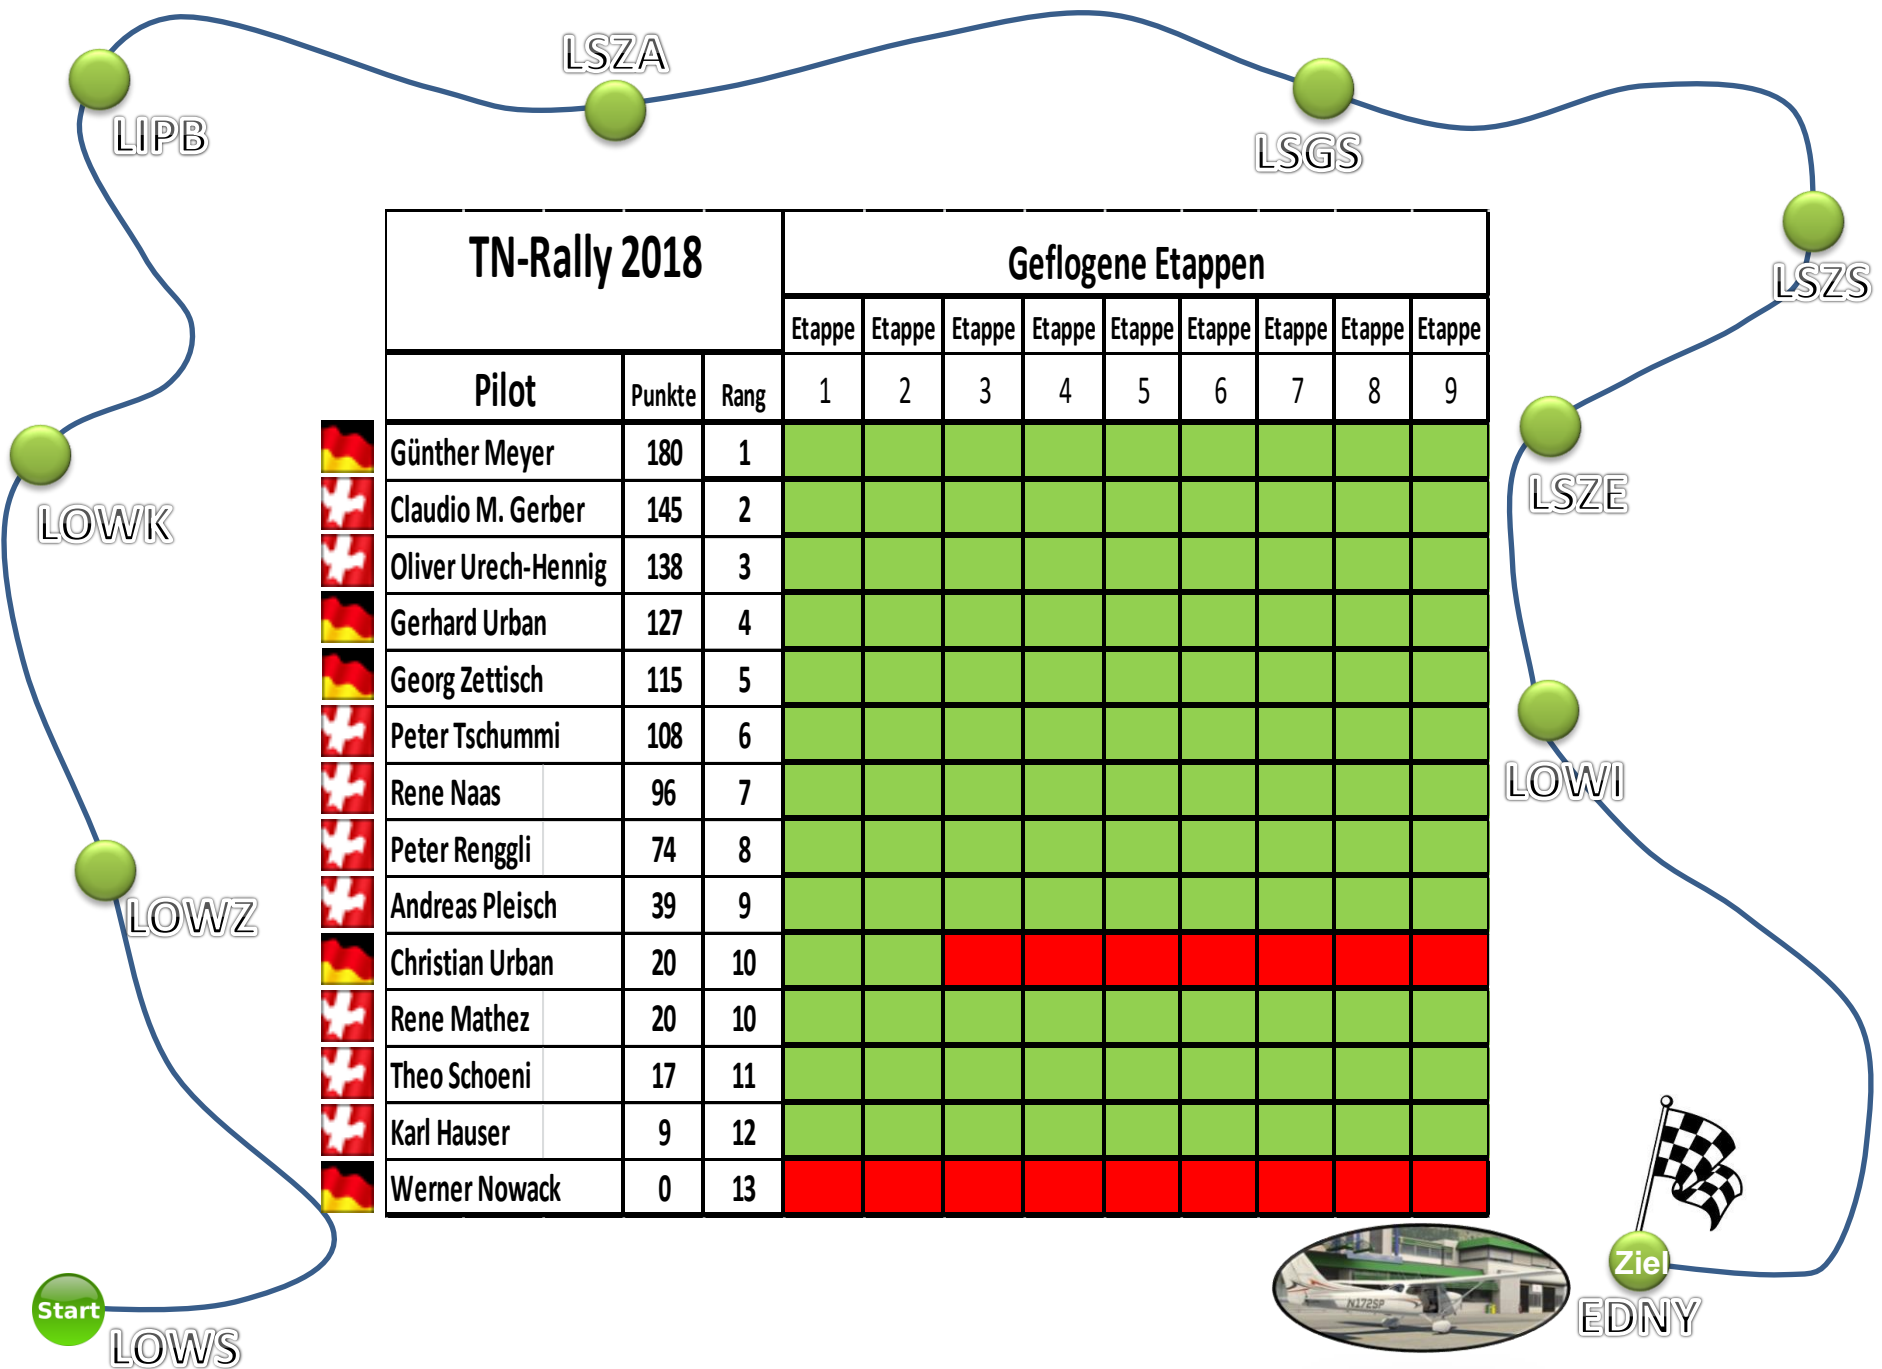 LSZA
LIPB
LSGS
LSZS
TN-Rally 2018
Geflogene Etappen
Etappe Etappe Etappe Etappe Etappe Etappe Etappe Etappe Etappe
Pilot Punkte Rang 1 2 3 4 5 6 7 8 9
Günther Meyer 180 1
Claudio M. Gerber 145 2
Oliver Urech-Hennig 138 3
Gerhard Urban 127 4
Georg Zettisch 115 5
Peter Tschummi 108 6
Rene Naas 96 7
Peter Renggli 74 8
Andreas Pleisch 39 9
Christian Urban 20 10
Rene Mathez 20 10
Theo Schoeni 17 11
Karl Hauser 9 12
Werner Nowack 0 13
LOWK
LSZE
LOWI
LOWZ
Start
LOWS
N172SP
Ziel
EDNY